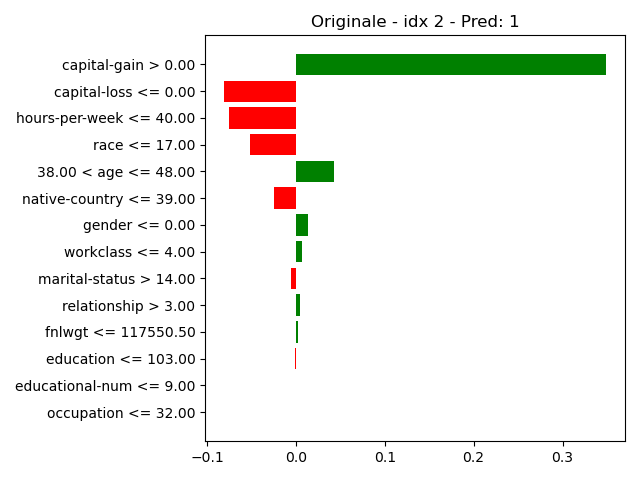 Originale - idx 2 - Pred: 1
capital-gain > 0.00
capital-loss <= 0.00
hours-per-week <= 40.00
race <= 17.00
38.00 < age <= 48.00
native-country <= 39.00
gender <= 0.00
workclass <= 4.00
marital-status > 14.00
relationship > 3.00
fnlwgt <= 117550.50
education <= 103.00
educational-num <= 9.00
occupation <= 32.00
−0.1 0.0 0.1 0.2 0.3